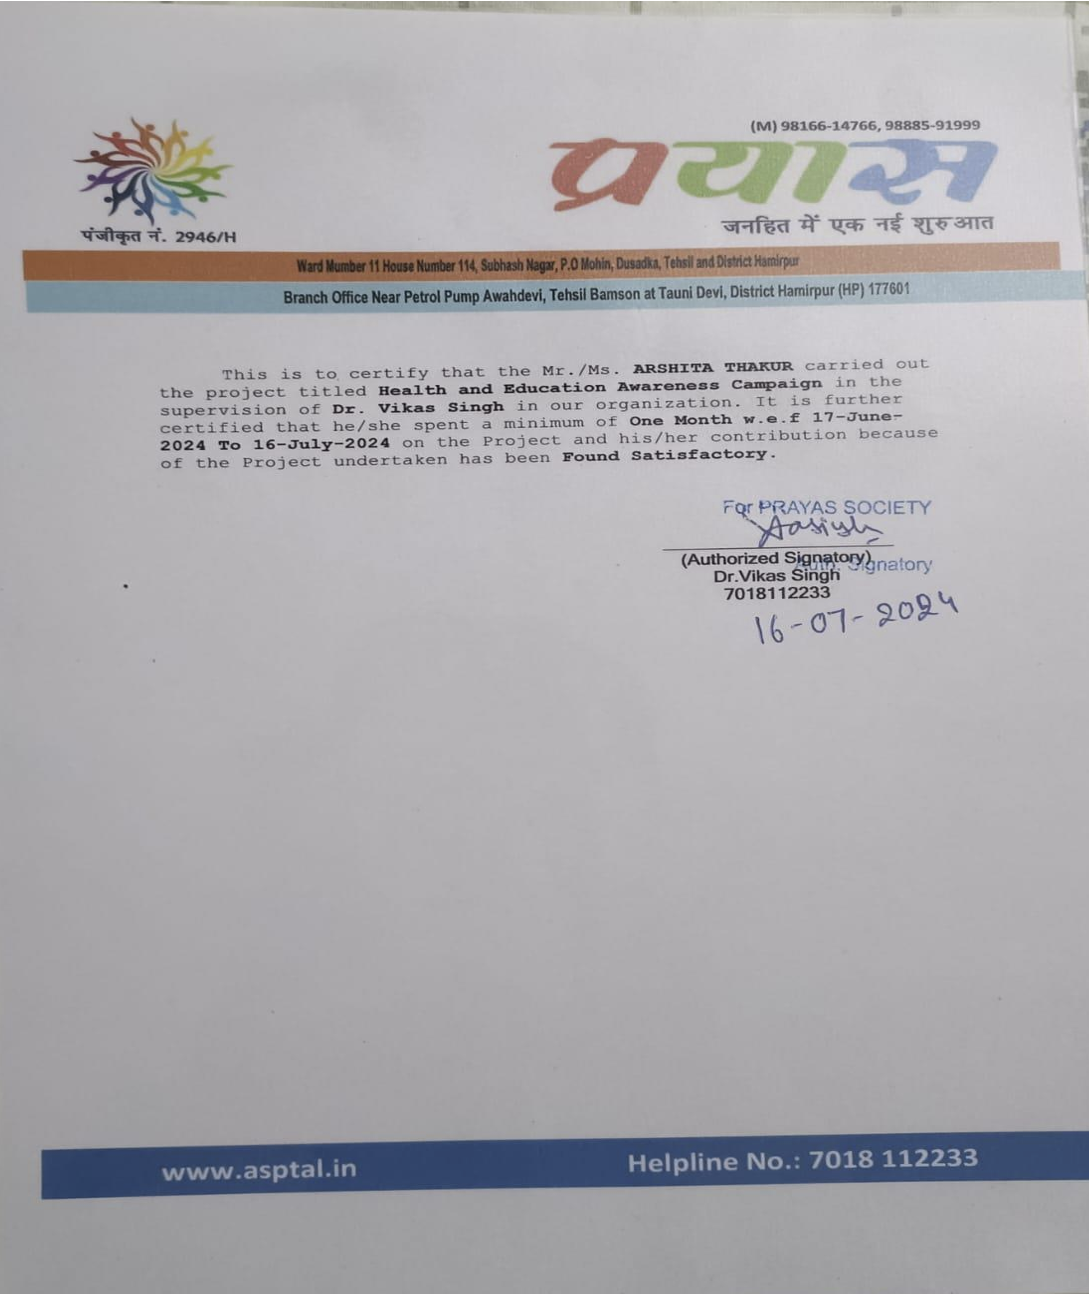 (M) 98166-14766, 98885-91999
प्रयास
जनहित में एक नई शुरुआत
पंजीकृत नं. 2946/H
Ward Mumber 11 House Number 114, Subhash Nagar, P.O Mohin, Dusadka, Tehsil and District Hamirpur
Branch Office Near Petrol Pump Awahdevi, Tehsil Bamson at Tauni Devi, District Hamirpur (HP) 177601
This is to certify that the Mr./Ms. ARSHITA THAKUR carried out
the project titled Health and Education Awareness Campaign in the
supervision of Dr. Vikas Singh in our organization. It is further
certified that he/she spent a minimum of One Month w.e.f 17-June-
2024 To 16-July-2024 on the Project and his/her contribution because
of the Project undertaken has been Found Satisfactory.
For PRAYAS SOCIETY
(Authorized Signatory)
Auth. Signatory
Dr.Vikas Singh
7018112233
16-07-2024
www.asptal.in
Helpline No.: 7018 112233